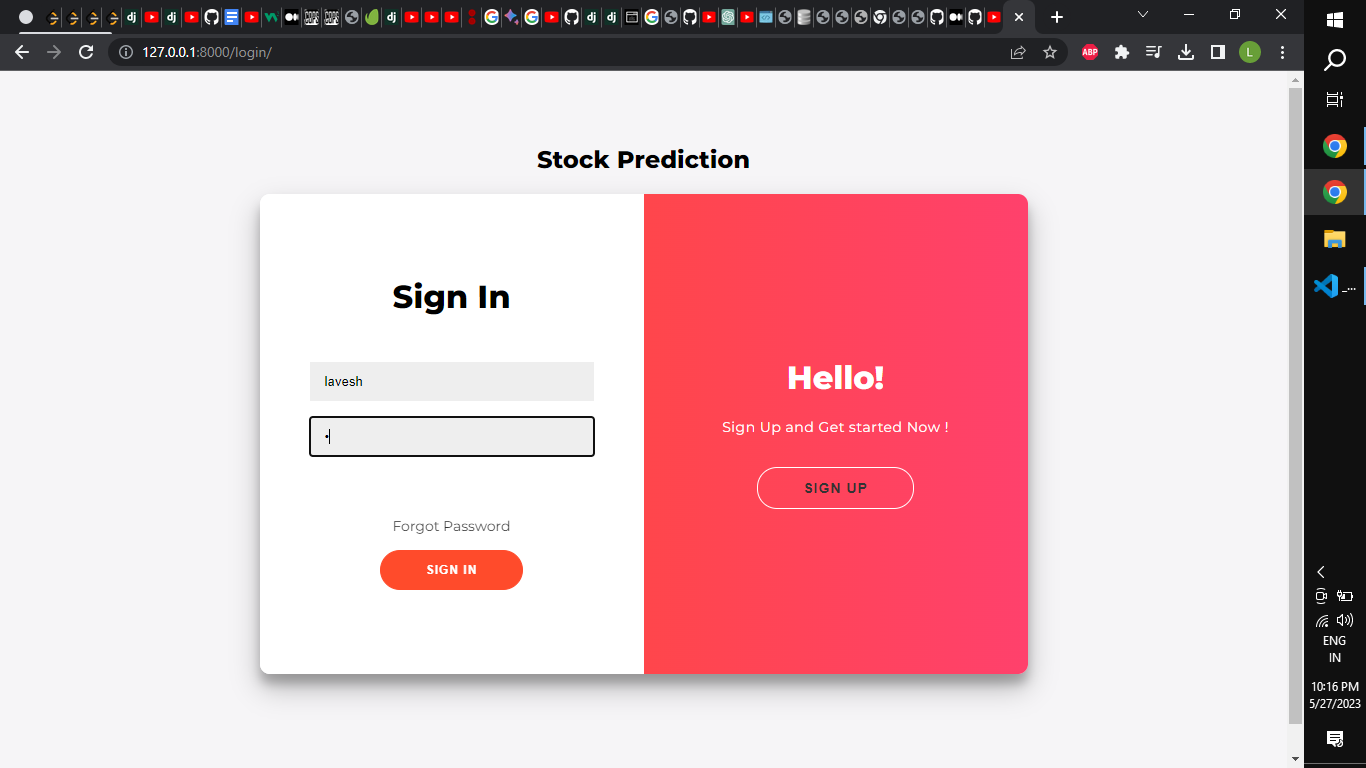 127.0.0.1:8000/login/
ABP
L
Stock Prediction
Sign In
lavesh
Forgot Password
SIGN IN
Hello!
Sign Up and Get started Now !
SIGN UP
_...
ENG
IN
10:16 PM
5/27/2023